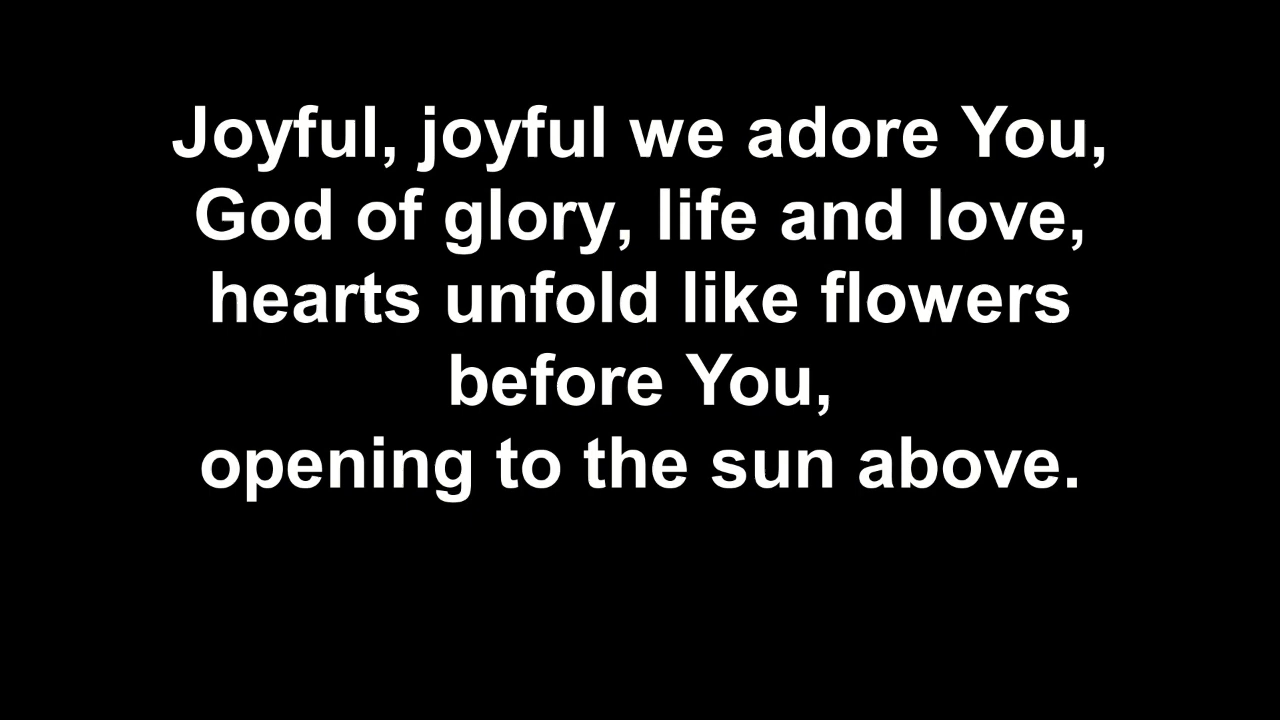 Joyful, joyful we adore You,
God of glory, life and love,
hearts unfold like flowers
before You,
opening to the sun above.